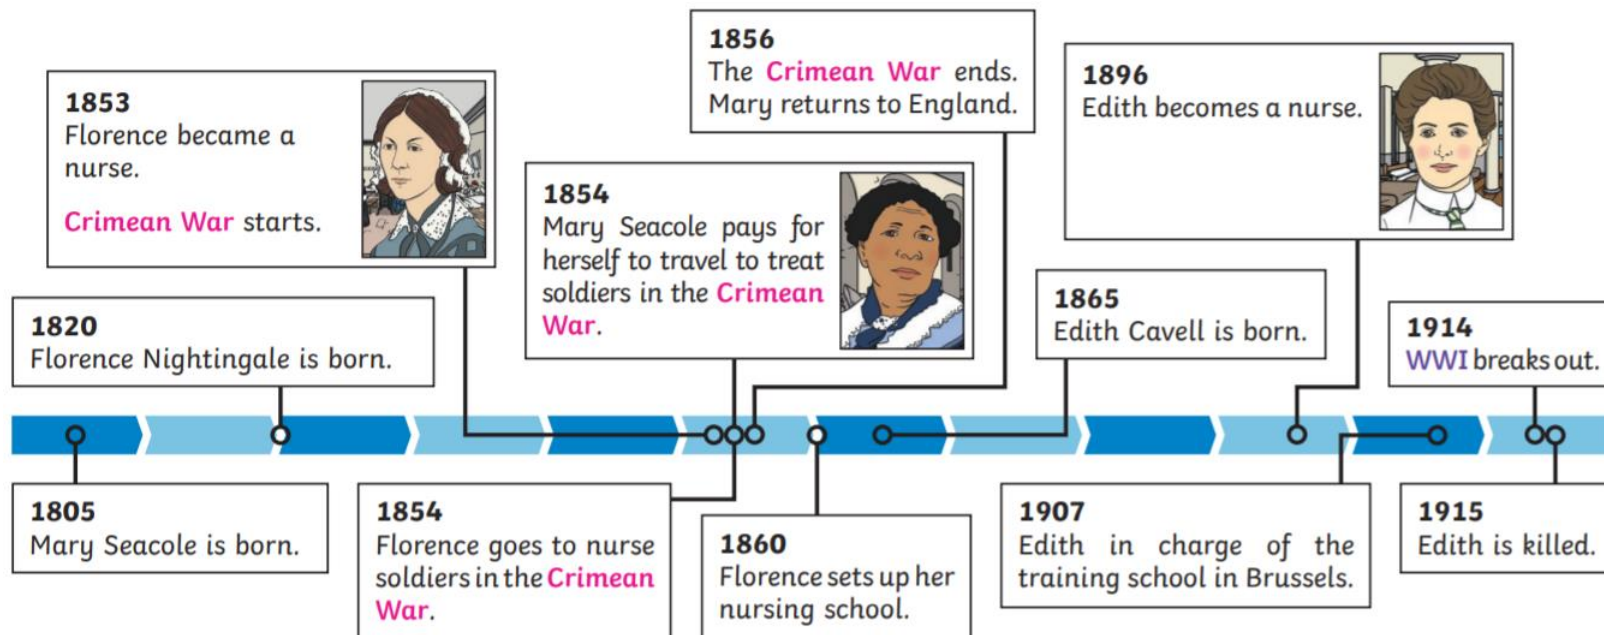 1853
Florence became a
nurse.
Crimean War starts.
1856
The Crimean War ends.
Mary returns to England.
1896
Edith becomes a nurse.
1854
Mary Seacole pays for
herself to travel to treat
soldiers in the Crimean
War.
1820
Florence Nightingale is born.
1865
Edith Cavell is born.
1914
WWI breaks out.
1805
Mary Seacole is born.
1854
Florence goes to nurse
soldiers in the Crimean
War.
1860
Florence sets up her
nursing school.
1907
Edith in charge of the
training school in Brussels.
1915
Edith is killed.